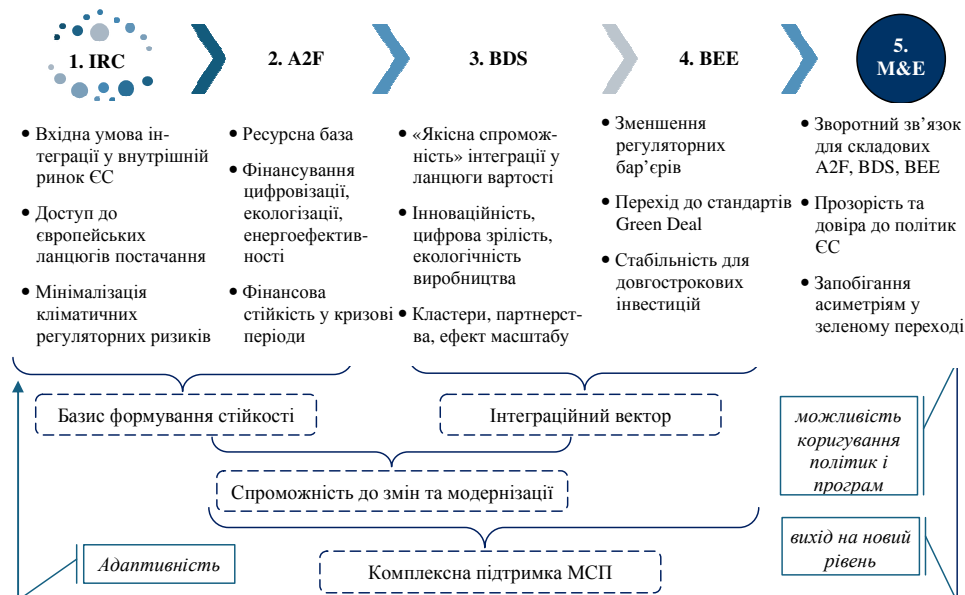 1. IRC
2. A2F
3. BDS
4. BEE
5.
M&E
• Вхідна умова ін-
теграції у внутрішній
ринок ЄС
• Доступ до
європейських
ланцюгів постачання
• Мінімалізація
кліматичних
регуляторних ризиків
• Ресурсна база
• Фінансування
цифровізації,
екологізації,
енергоефектив-
ності
• Фінансова
стійкість у кризові
періоди
• «Якісна спромож-
ність» інтеграції у
ланцюги вартості
• Інноваційність,
цифрова зрілість,
екологічність
виробництва
• Кластери, партнерст-
ва, ефект масштабу
• Зменшення
регуляторних
бар’єрів
• Перехід до стандартів
Green Deal
• Стабільність для
довгострокових
інвестицій
• Зворотний зв’язок
для складових
A2F, BDS, BEE
• Прозорість та
довіра до політик
ЄС
• Запобігання
асиметріям у
зеленому переході
Базис формування стійкості
Інтеграційний вектор
можливість
коригування
політик і
програм
Спроможність до змін та модернізації
вихід на новий
рівень
Адаптивність
Комплексна підтримка МСП